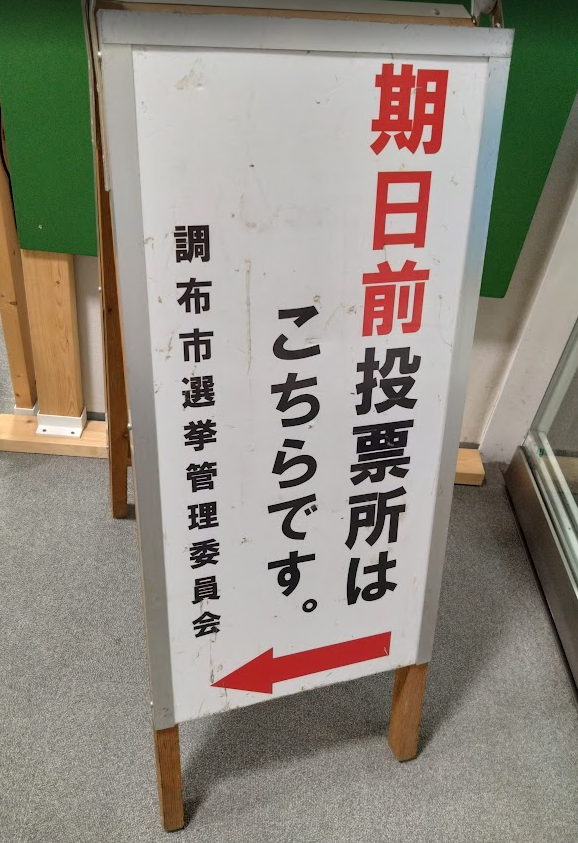 期日前投票所は
こちらです。
調布市選挙管理委員会